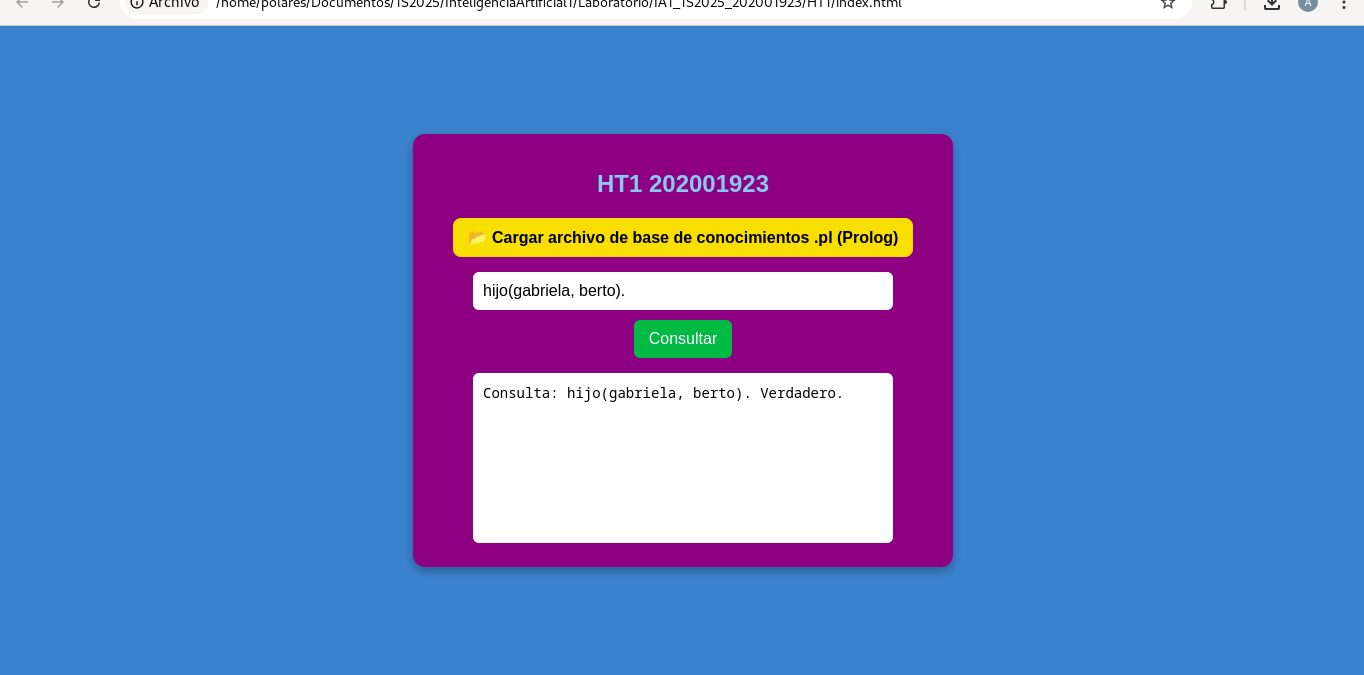 Archivo /home/polares/Documentos/1S2025/InteligenciaArtificial1/Laboratorio/IA1_1S2025_202001923/HT1/index.html
A
HT1 202001923
📂 Cargar archivo de base de conocimientos .pl (Prolog)
hijo(gabriela, berto).
Consultar
Consulta: hijo(gabriela, berto). Verdadero.